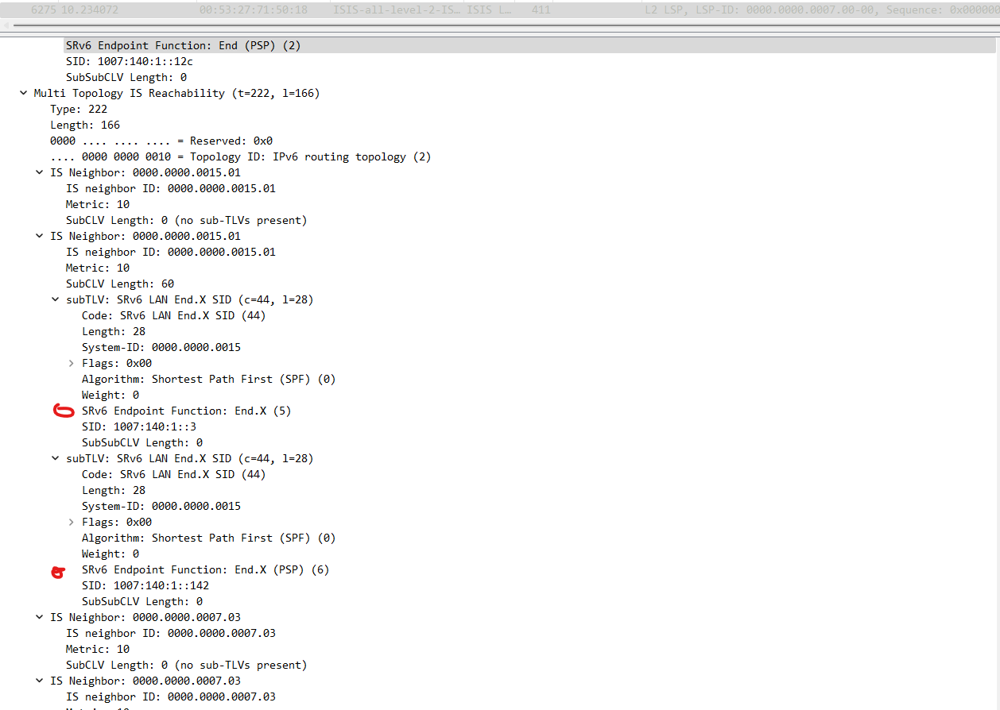 6275 10.234072 00:53:27:71:50:18 ISIS-all-level-2-IS… ISIS L… 411 L2 LSP, LSP-ID: 0000.0000.0007.00-00, Sequence: 0x000000
SRv6 Endpoint Function: End (PSP) (2)
SID: 1007:140:1::12c
SubSubCLV Length: 0
Multi Topology IS Reachability (t=222, l=166)
Type: 222
Length: 166
0000 .... .... .... = Reserved: 0x0
.... 0000 0000 0010 = Topology ID: IPv6 routing topology (2)
IS Neighbor: 0000.0000.0015.01
IS neighbor ID: 0000.0000.0015.01
Metric: 10
SubCLV Length: 0 (no sub-TLVs present)
IS Neighbor: 0000.0000.0015.01
IS neighbor ID: 0000.0000.0015.01
Metric: 10
SubCLV Length: 60
subTLV: SRv6 LAN End.X SID (c=44, l=28)
Code: SRv6 LAN End.X SID (44)
Length: 28
System-ID: 0000.0000.0015
Flags: 0x00
Algorithm: Shortest Path First (SPF) (0)
Weight: 0
SRv6 Endpoint Function: End.X (5)
SID: 1007:140:1::3
SubSubCLV Length: 0
subTLV: SRv6 LAN End.X SID (c=44, l=28)
Code: SRv6 LAN End.X SID (44)
Length: 28
System-ID: 0000.0000.0015
Flags: 0x00
Algorithm: Shortest Path First (SPF) (0)
Weight: 0
SRv6 Endpoint Function: End.X (PSP) (6)
SID: 1007:140:1::142
SubSubCLV Length: 0
IS Neighbor: 0000.0000.0007.03
IS neighbor ID: 0000.0000.0007.03
Metric: 10
SubCLV Length: 0 (no sub-TLVs present)
IS Neighbor: 0000.0000.0007.03
IS neighbor ID: 0000.0000.0007.03